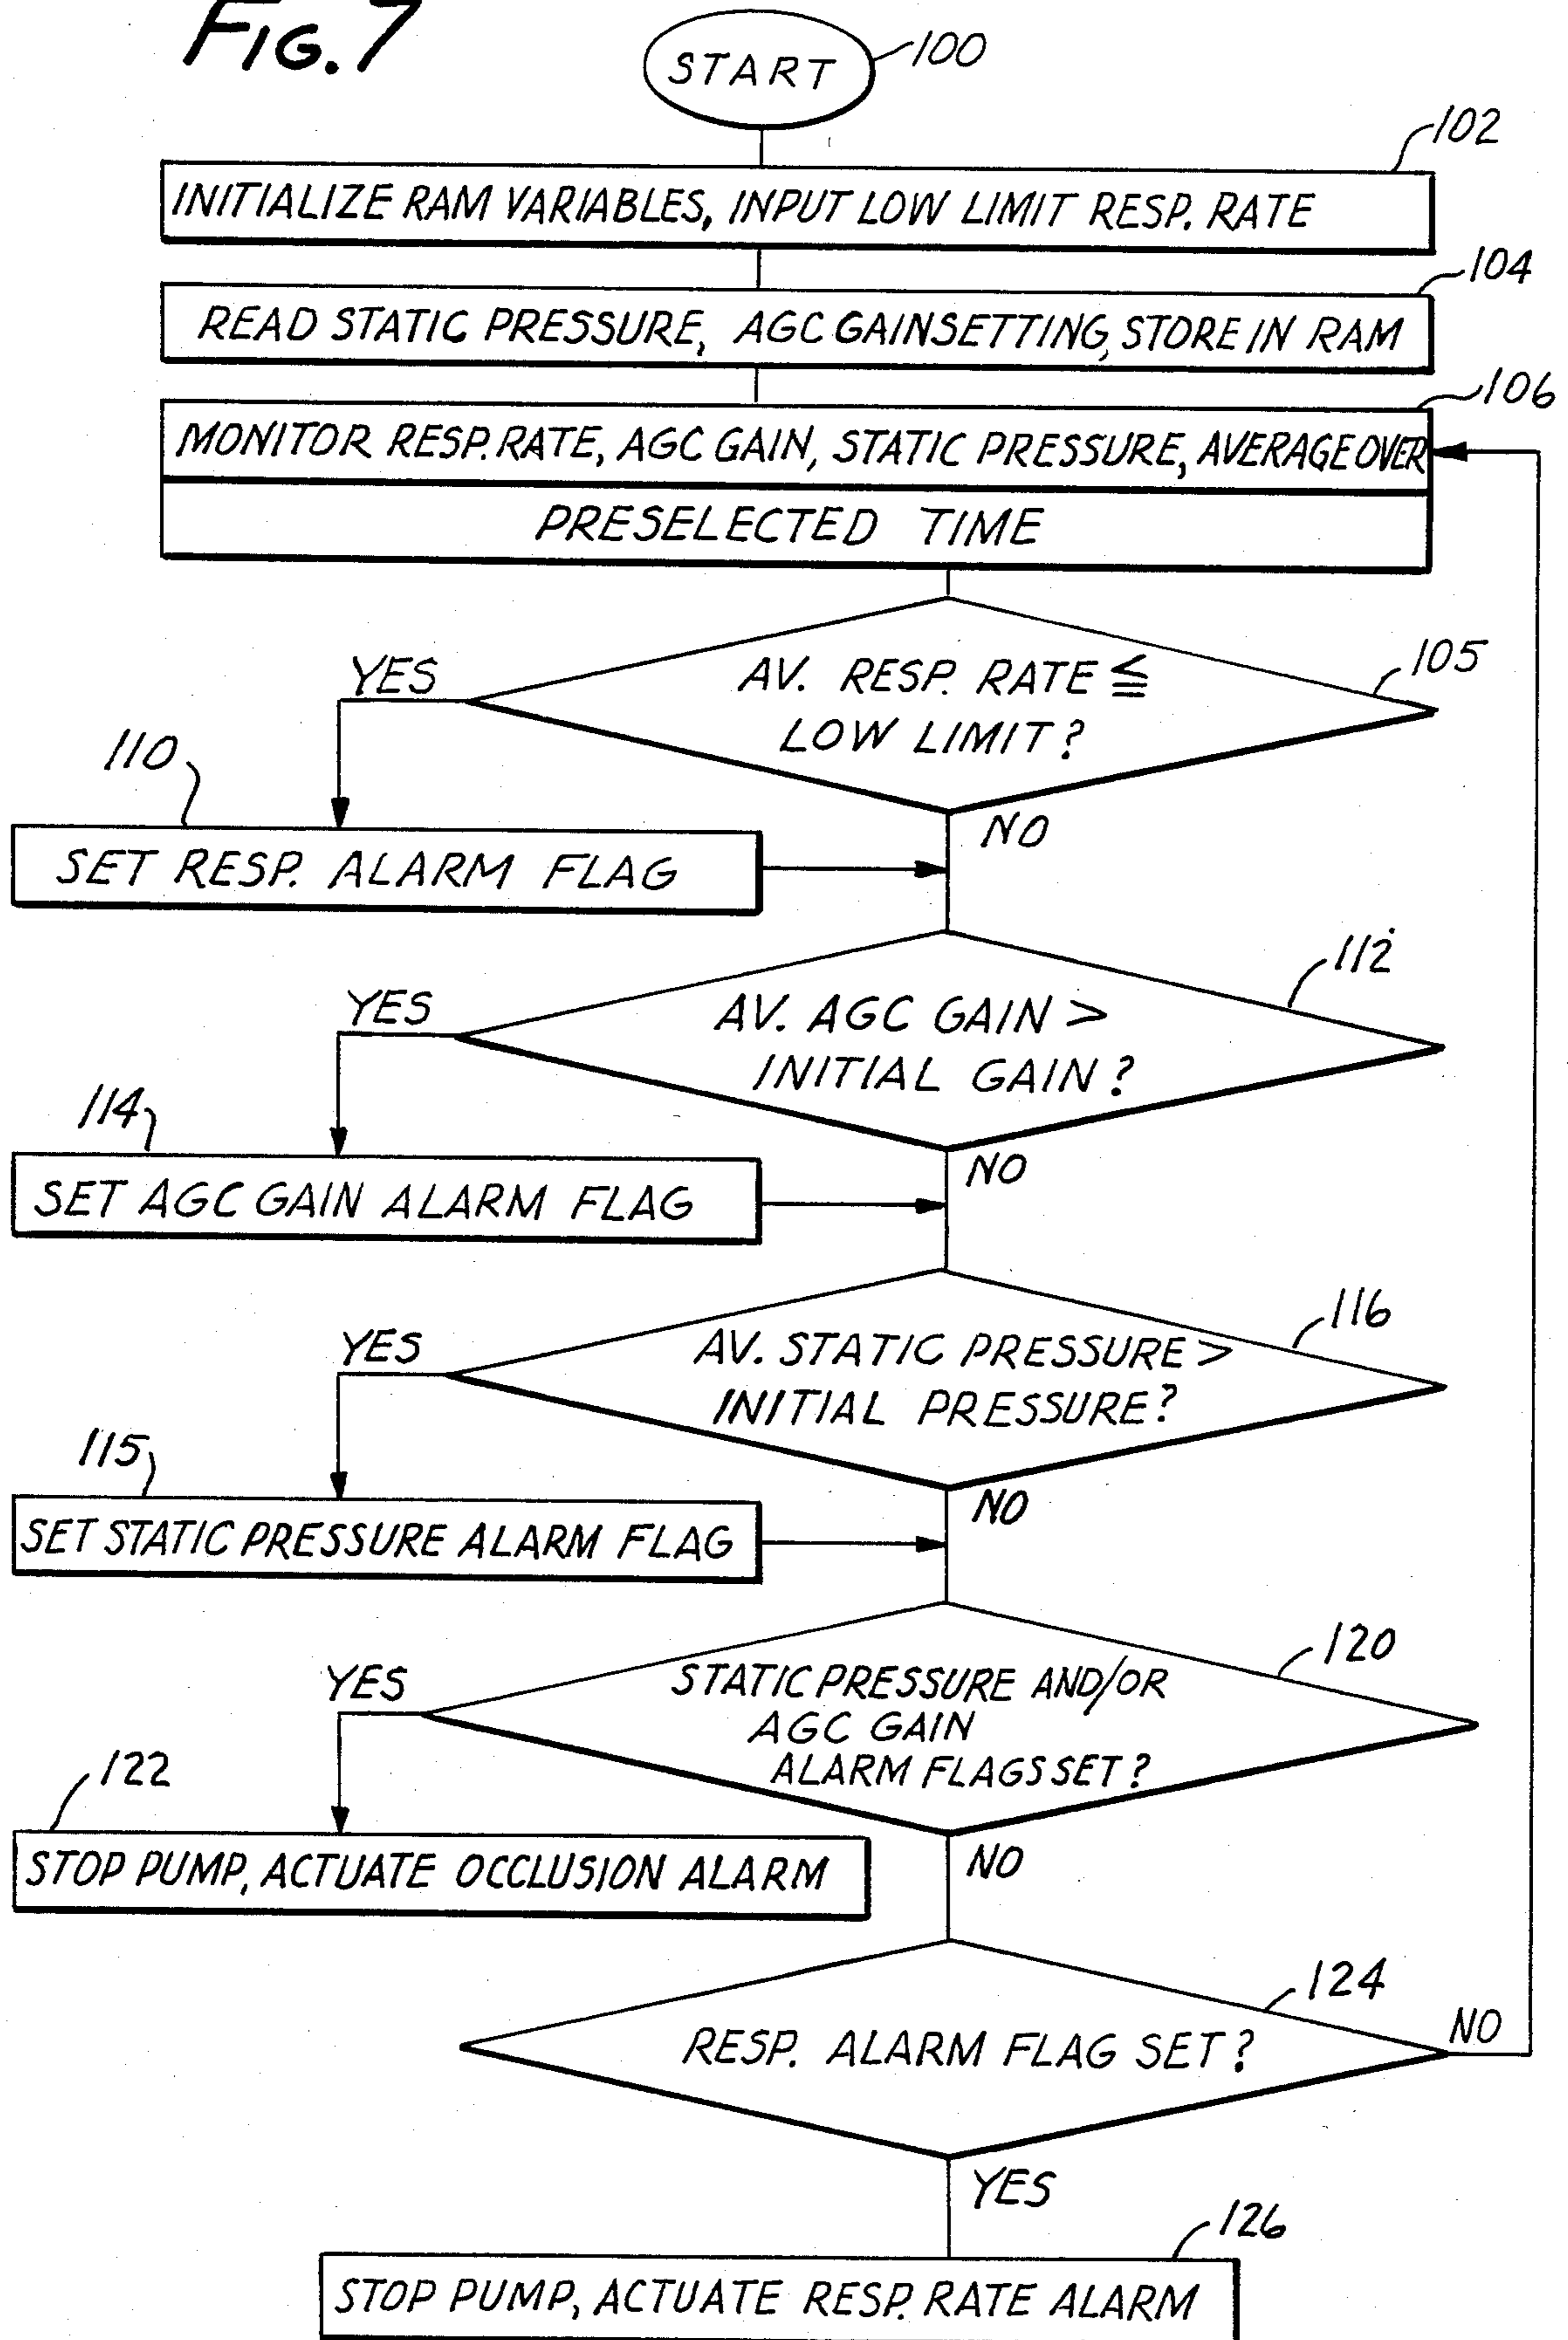 FIG. 7
START
100
102
INITIALIZE RAM VARIABLES, INPUT LOW LIMIT RESP. RATE
104
READ STATIC PRESSURE, AGC GAINSETTING, STORE IN RAM
106
MONITOR RESP. RATE, AGC GAIN, STATIC PRESSURE, AVERAGE OVER
PRESELECTED TIME
105
YES
AV. RESP. RATE ≦
LOW LIMIT?
110
NO
SET RESP. ALARM FLAG
112
YES
AV. AGC GAIN >
INITIAL GAIN?
114
NO
SET AGC GAIN ALARM FLAG
116
YES
AV. STATIC PRESSURE >
INITIAL PRESSURE?
115
NO
SET STATIC PRESSURE ALARM FLAG
120
YES
STATIC PRESSURE AND/OR
AGC GAIN
ALARM FLAGS SET?
122
NO
STOP PUMP, ACTUATE OCCLUSION ALARM
124
NO
RESP. ALARM FLAG SET?
YES
126
STOP PUMP, ACTUATE RESP. RATE ALARM